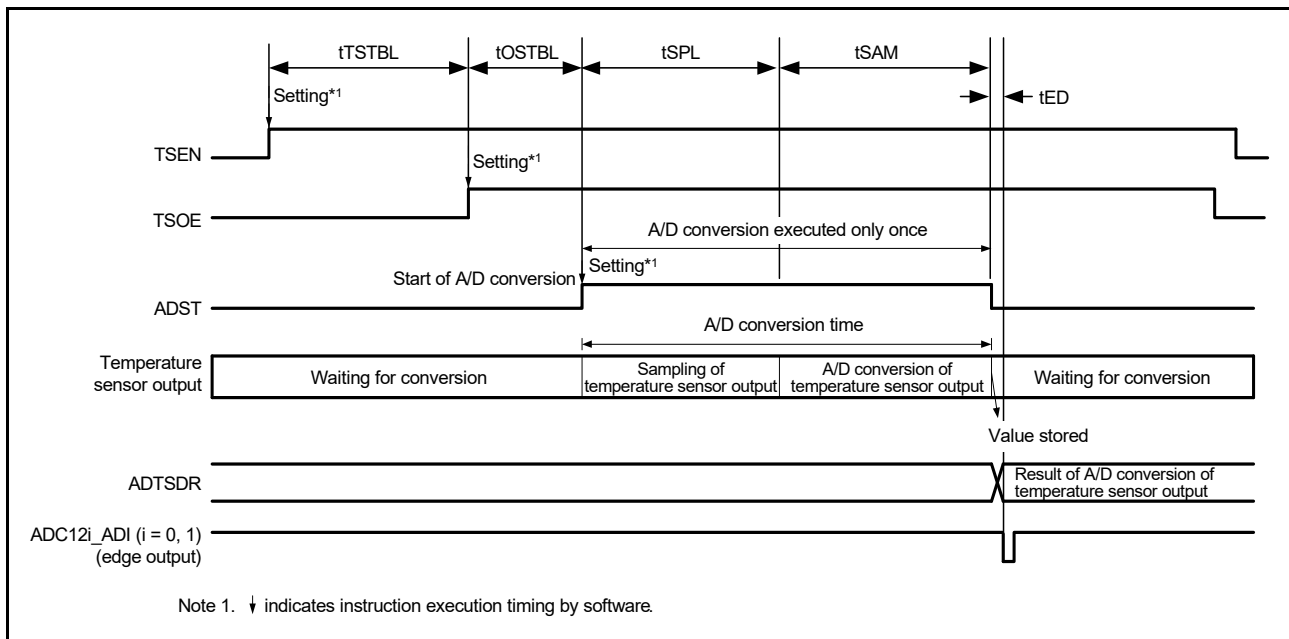 tTSTBL tOSTBL tSPL tSAM
Setting*1
tED
TSEN
Setting*1
TSOE
A/D conversion executed only once
Start of A/D conversion
Setting*1
ADST
A/D conversion time
Temperature
sensor output
Waiting for conversion
Sampling of
temperature sensor output
A/D conversion of
temperature sensor output
Waiting for conversion
Value stored
ADTSDR
Result of A/D conversion of
temperature sensor output
ADC12i_ADI (i = 0, 1)
(edge output)
Note 1. ↓ indicates instruction execution timing by software.